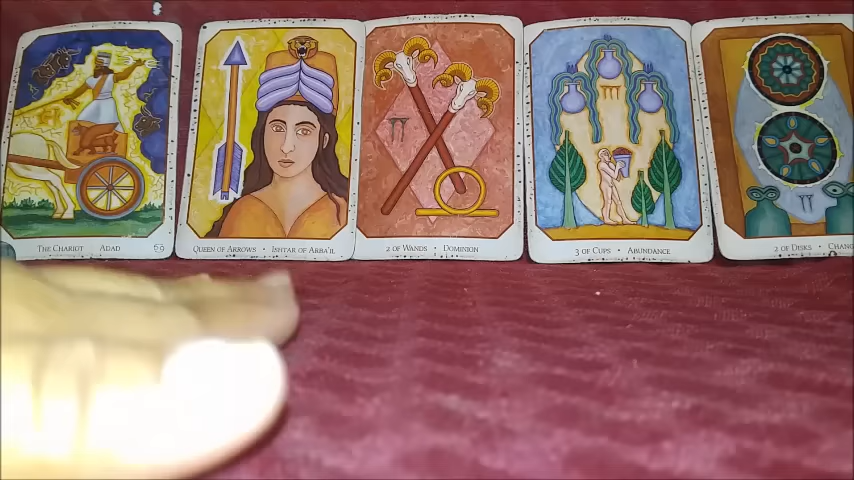 THE CHARIOT • ADAD
QUEEN OF ARROWS • ISHTAR OF ARBA'IL
2 OF WANDS • DOMINION
3 OF CUPS • ABUNDANCE
2 OF DISKS •